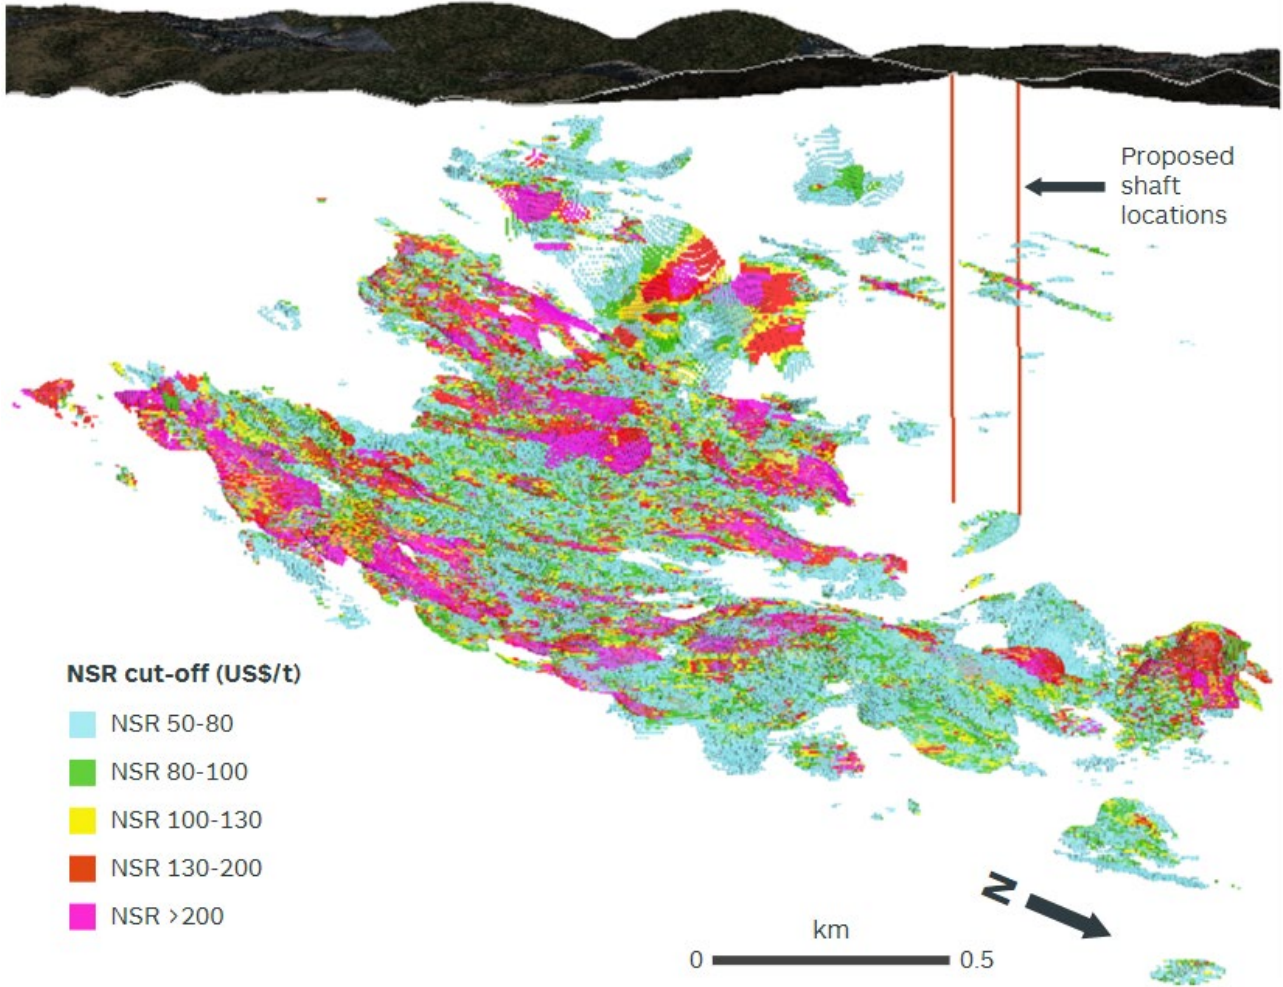 Proposed
shaft
locations
NSR cut-off (US$/t)
NSR 50-80
NSR 80-100
NSR 100-130
NSR 130-200
NSR >200
N
km
0 0.5